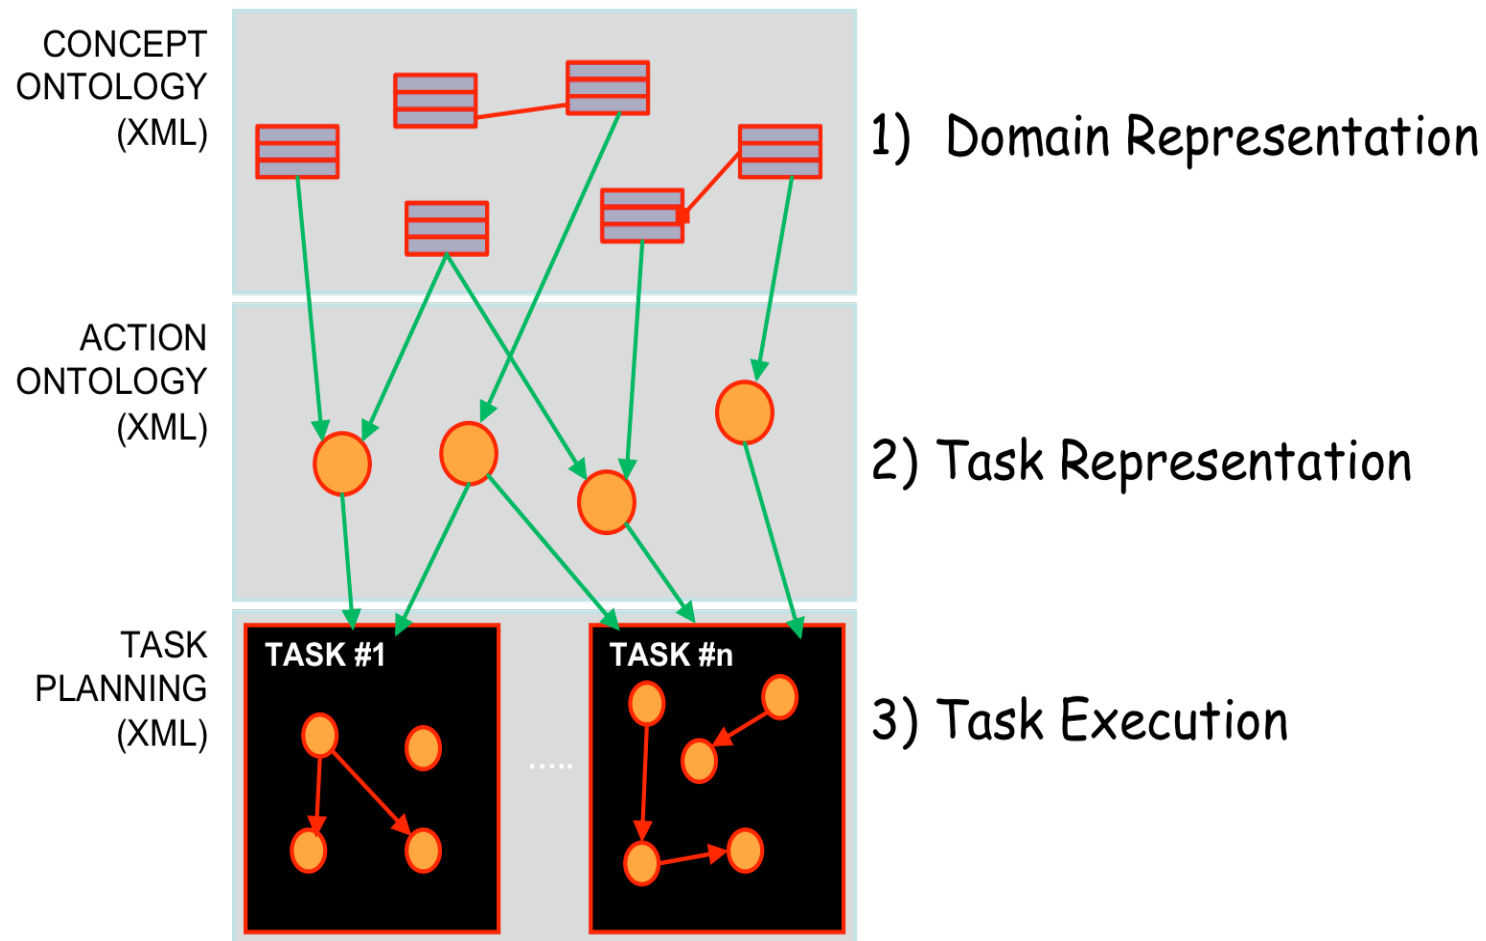 CONCEPT
ONTOLOGY
(XML)
1) Domain Representation
ACTION
ONTOLOGY
(XML)
2) Task Representation
TASK
PLANNING
(XML)
TASK #1
.....
TASK #n
3) Task Execution